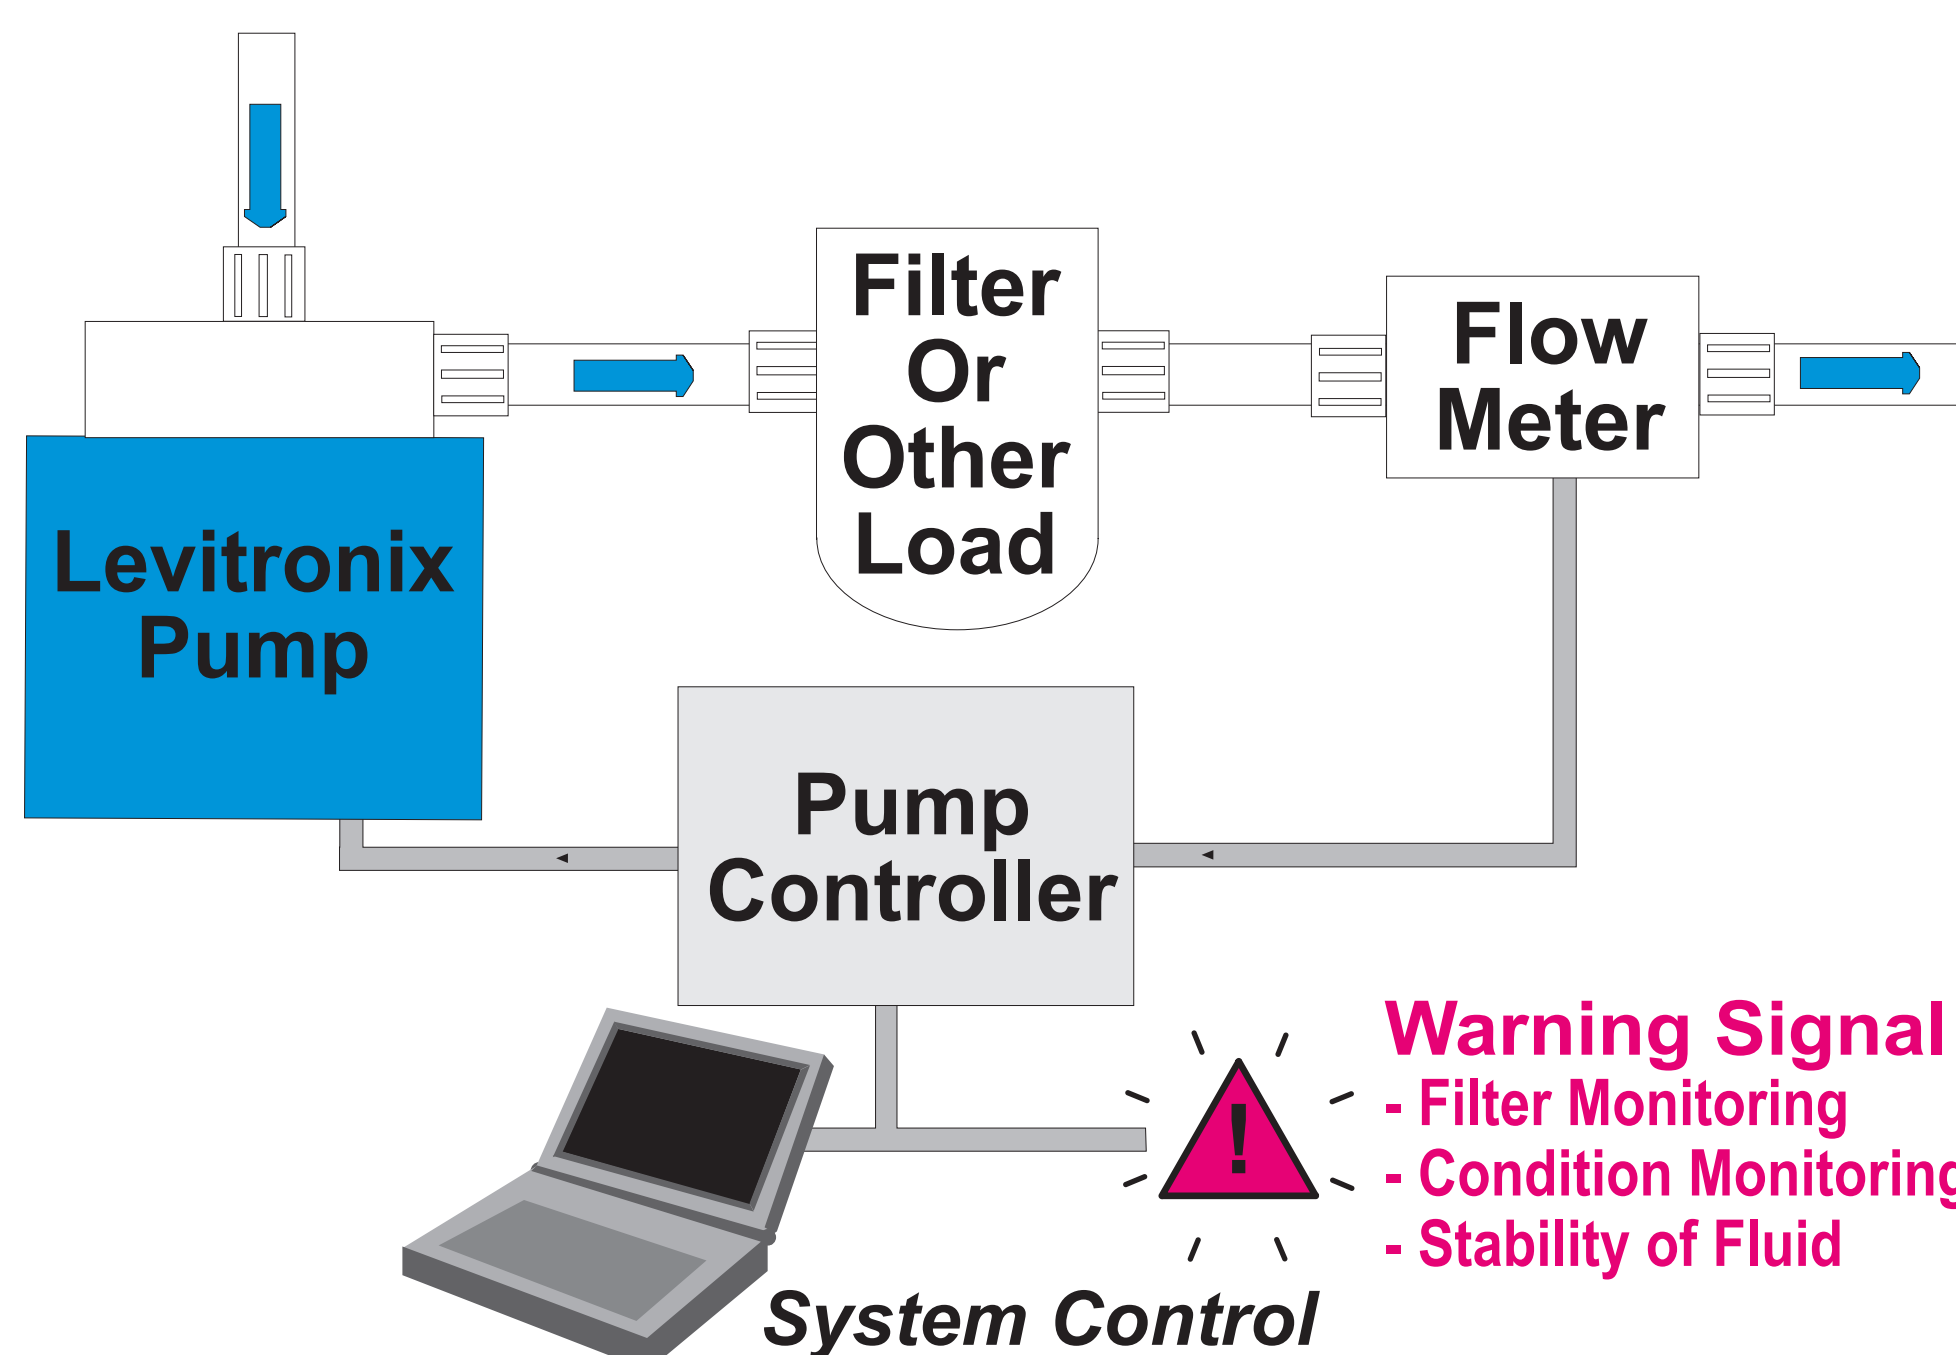 Filter
Or
Other
Load
Flow
Meter
Levitronix
Pump
Pump
Controller
!
Warning Signal
- Filter Monitoring
- Condition Monitoring
- Stability of Fluid
System Control